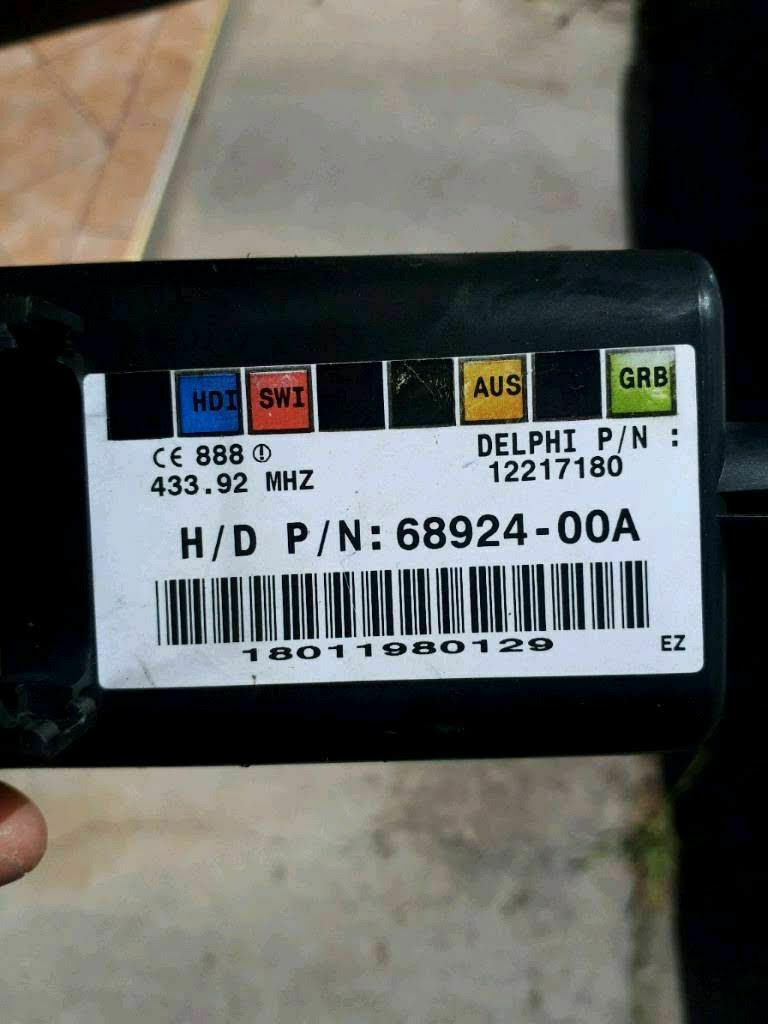 HDI SWI AUS GRB
CE 888
433.92 MHZ
DELPHI P/N :
12217180
H/D P/N: 68924-00A
18011980129
EZ